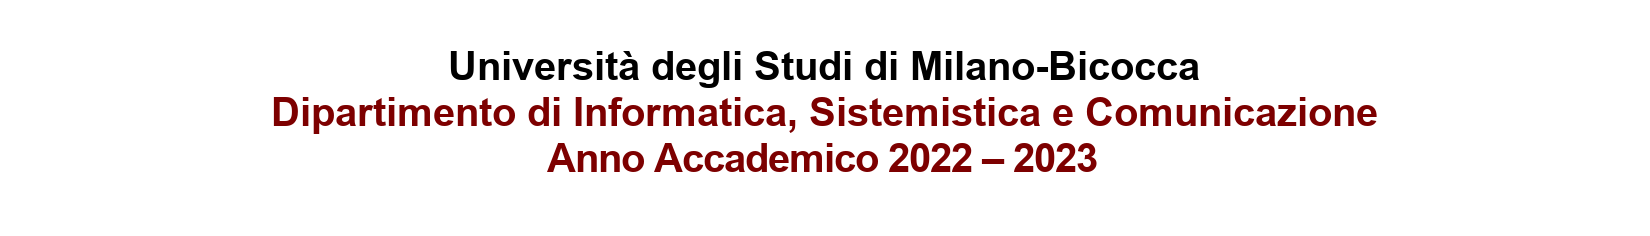 Università degli Studi di Milano-Bicocca
Dipartimento di Informatica, Sistemistica e Comunicazione
Anno Accademico 2022 – 2023